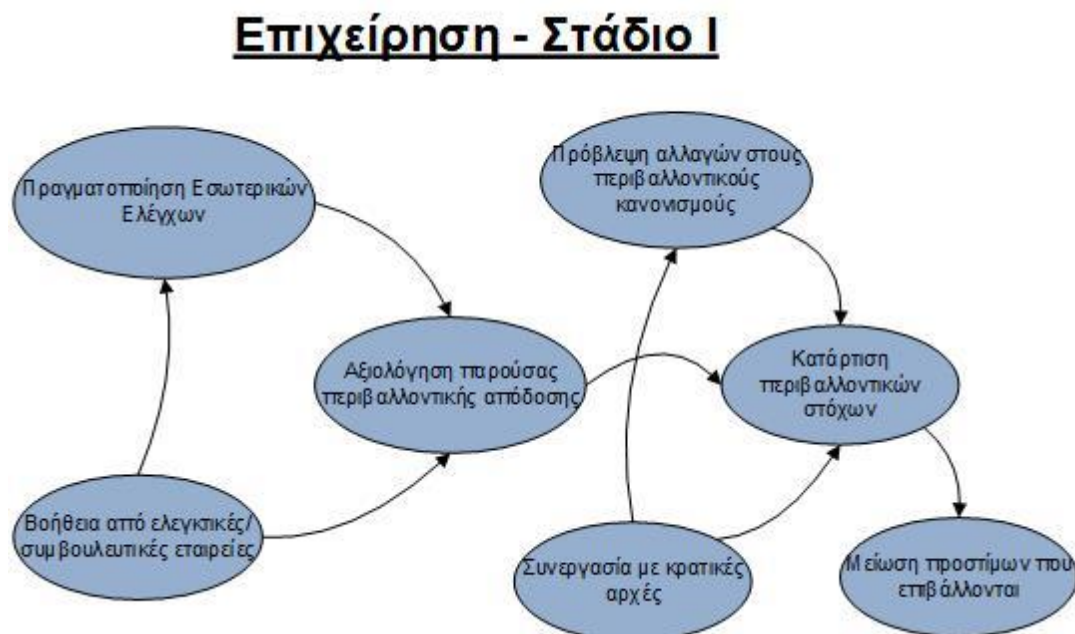 Επιχείρηση - Στάδιο Ι
Πραγματοποίηση Εσωτερικών
Ελέγχων
Πρόβλεψη αλλαγών στους
περιβαλλοντικούς
κανονισμούς
Αξιολόγηση παρούσας
περιβαλλοντικής απόδοσης
Κατάρτιση
περιβαλλοντικών
στόχων
Βοήθεια από ελεγκτικές/
συμβουλευτικές εταιρείες
Συνεργασία με κρατικές
αρχές
Μείωση προστίμων που
επιβάλλονται